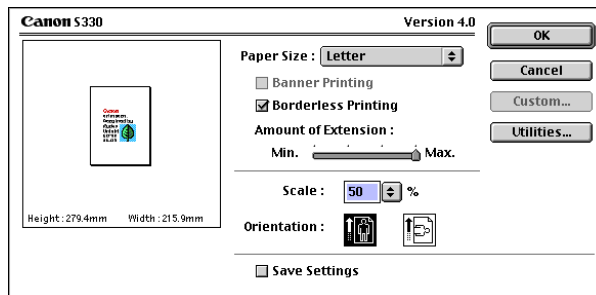 Canon S330
Version 4.0
Paper Size : Letter
Banner Printing
Borderless Printing
Amount of Extension :
Min. Max.
Scale : 50 %
Orientation :
Save Settings
Height : 279.4mm Width : 215.9mm
OK
Cancel
Custom...
Utilities...